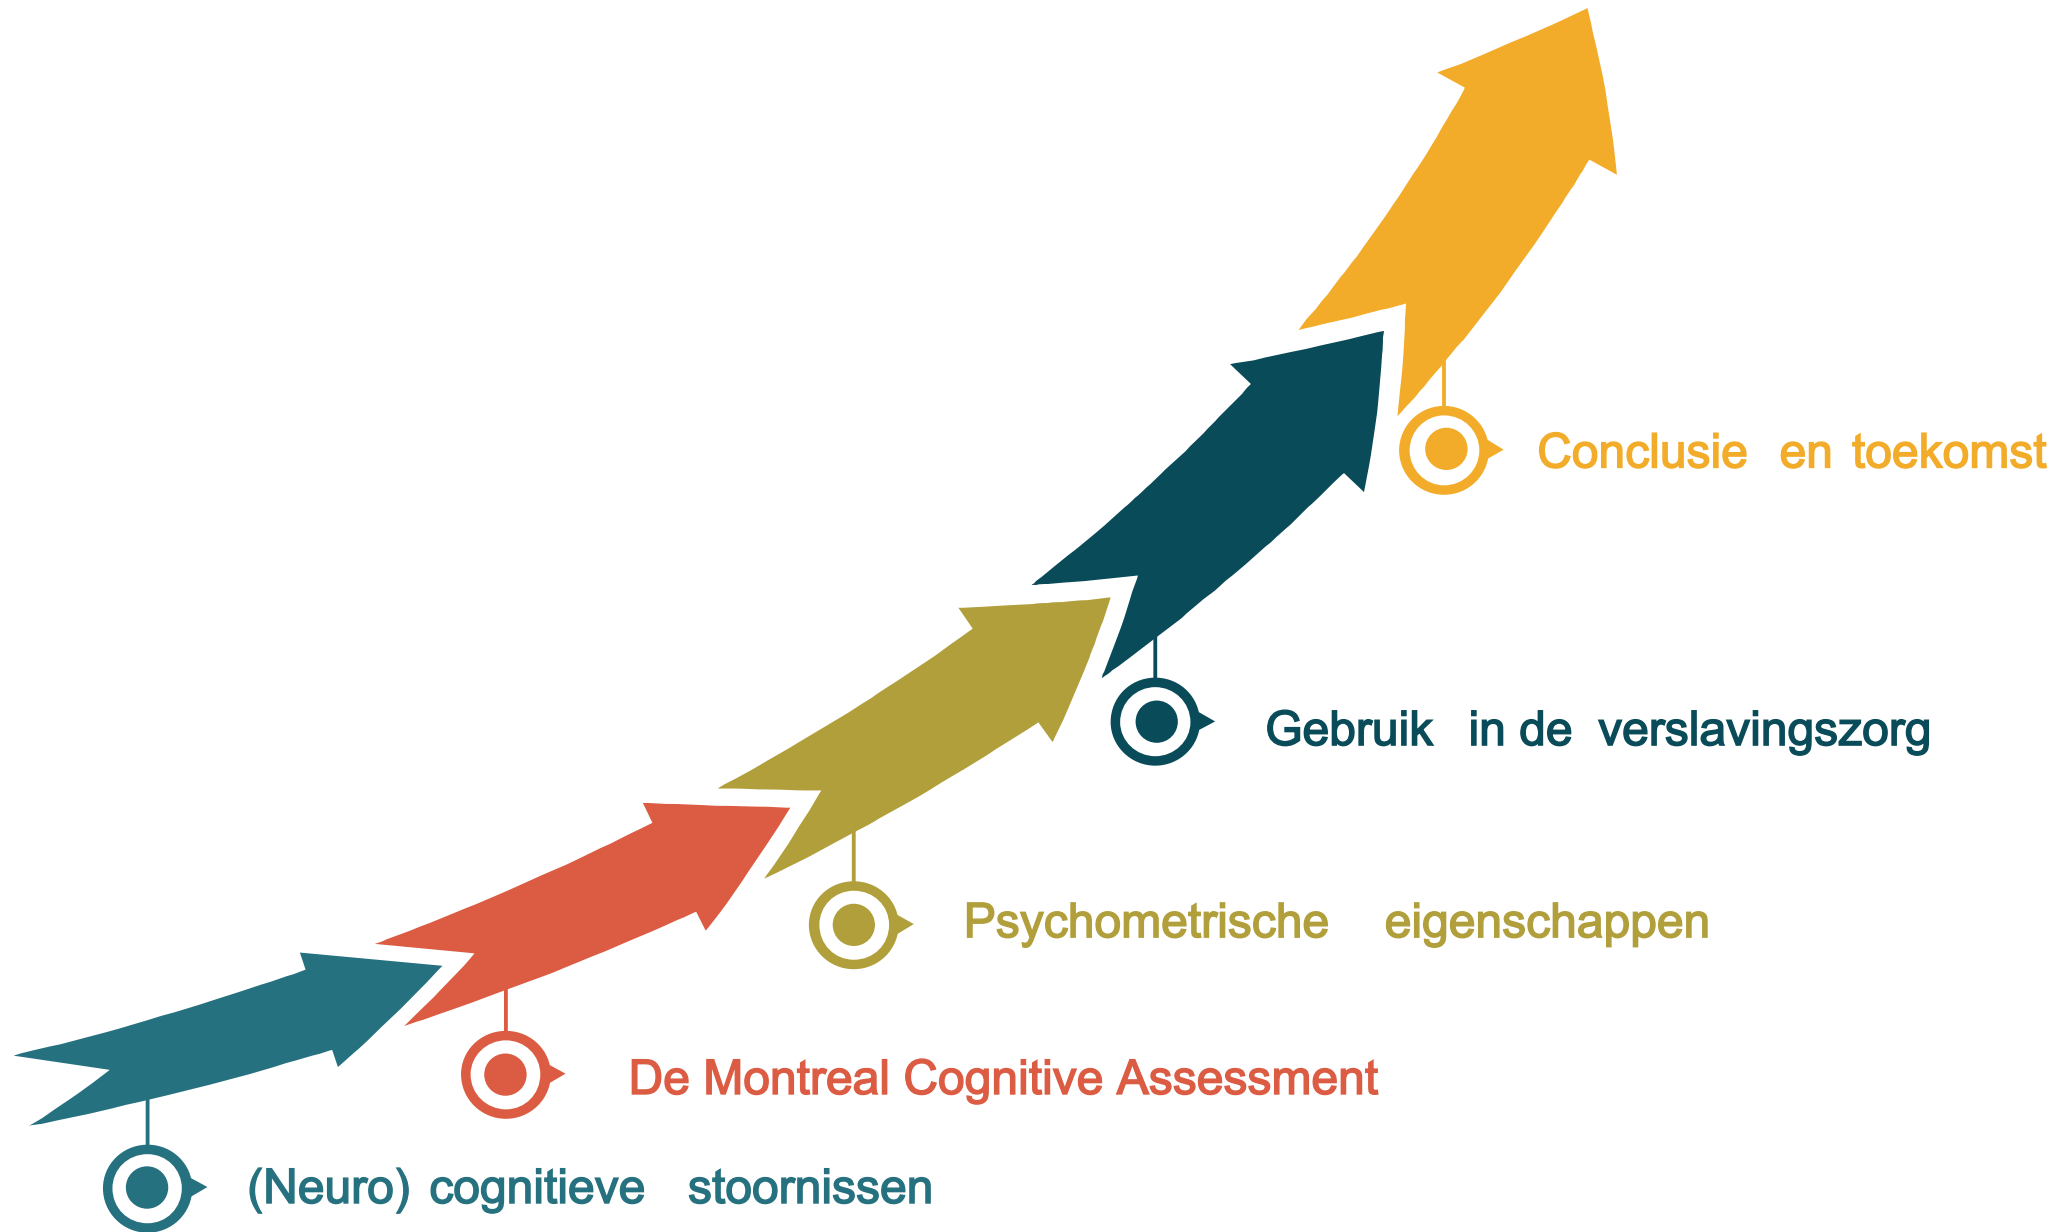 Conclusie en toekomst
Gebruik in de verslavingszorg
Psychometrische eigenschappen
De Montreal Cognitive Assessment
(Neuro) cognitieve stoornissen